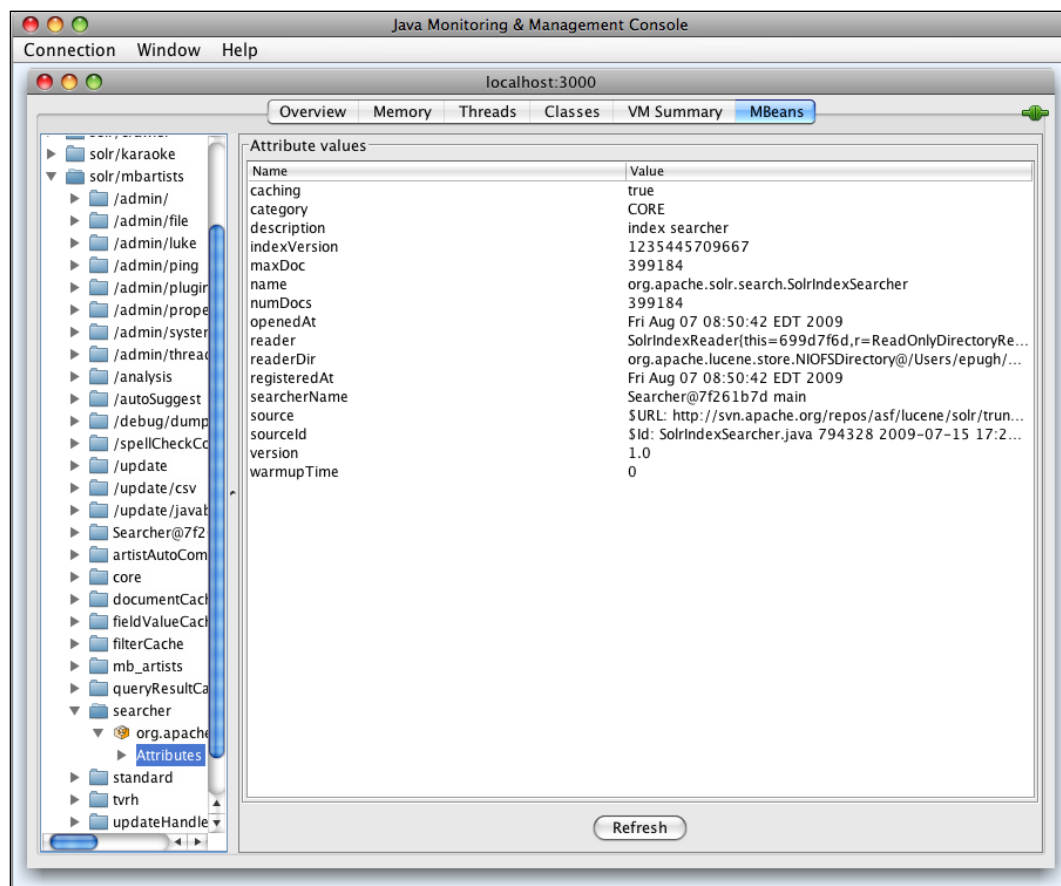 Java Monitoring & Management Console
Connection Window Help
localhost:3000
Overview Memory Threads Classes VM Summary MBeans
solr/karaoke
solr/mbartists
/admin/
/admin/file
/admin/luke
/admin/ping
/admin/plugin
/admin/prope
/admin/syster
/admin/threac
/analysis
/autoSuggest
/debug/dump
/spellCheckCc
/update
/update/csv
/update/javab
Searcher@7f2
artistAutoCom
core
documentCach
fieldValueCach
filterCache
mb_artists
queryResultCa
searcher
org.apache
Attributes
standard
tvrh
updateHandle
Attribute values
Name Value
caching true
category CORE
description index searcher
indexVersion 1235445709667
maxDoc 399184
name org.apache.solr.search.SolrIndexSearcher
numDocs 399184
openedAt Fri Aug 07 08:50:42 EDT 2009
reader SolrIndexReader{this=699d7f6d,r=ReadOnlyDirectoryRe...
readerDir org.apache.lucene.store.NIOFSDirectory@/Users/epugh/...
registeredAt Fri Aug 07 08:50:42 EDT 2009
searcherName Searcher@7f261b7d main
source $URL: http://svn.apache.org/repos/asf/lucene/solr/trun...
sourceId $Id: SolrIndexSearcher.java 794328 2009-07-15 17:2...
version 1.0
warmupTime 0
Refresh